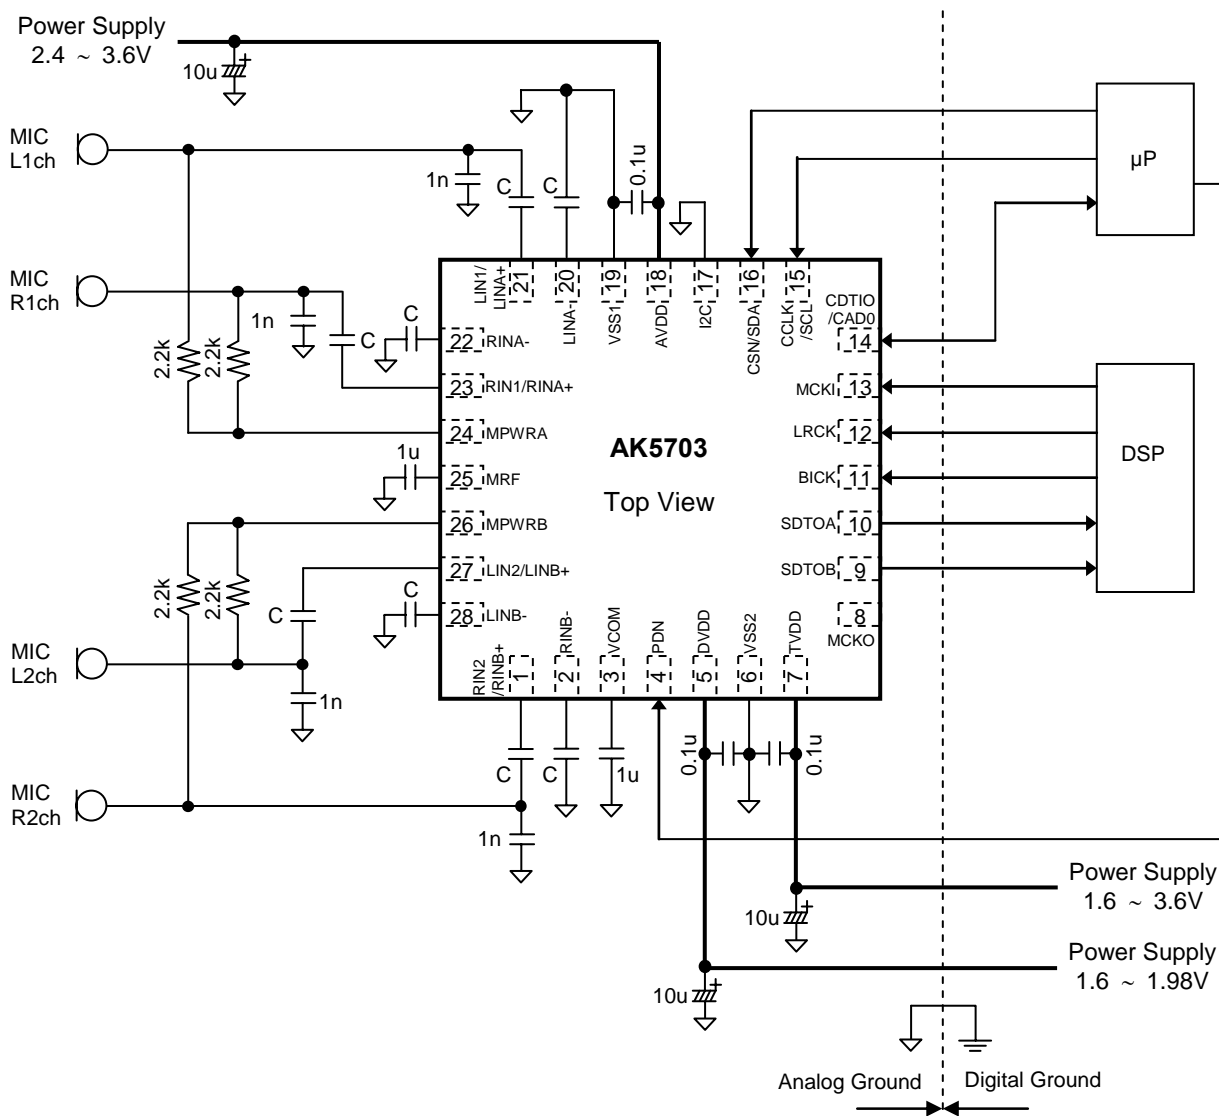 Power Supply
2.4 ~ 3.6V
10u
+
MIC
L1ch
1n
C
C
0.1u
µP
MIC
R1ch
1n
C
2.2k
2.2k
LIN1/
LINA+
21
20
LINA-
19
VSS1
18
AVDD
17
I2C
16
CSN/SDA
15
CCLK
/SCL
CDTIO
/CAD0
14
C
22
RINA-
23
RIN1/RINA+
24
MPWRA
1u
25
MRF
26
MPWRB
27
LIN2/LINB+
C
28
LINB-
AK5703
Top View
MCKI
13
LRCK
12
BICK
11
SDTOA
10
SDTOB
9
8
MCKO
DSP
2.2k
2.2k
C
MIC
L2ch
1n
RIN2
/RINB+
1
RINB-
2
VCOM
3
PDN
4
DVDD
5
VSS2
6
TVDD
7
C
C
1u
0.1u
0.1u
MIC
R2ch
1n
Power Supply
1.6 ~ 3.6V
10u
+
Power Supply
1.6 ~ 1.98V
10u
+
Analog Ground
Digital Ground